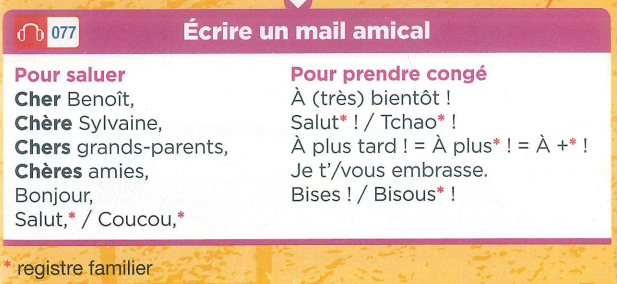 077 Écrire un mail amical
Pour saluer
Cher Benoît,
Chère Sylvaine,
Chers grands-parents,
Chères amies,
Bonjour,
Salut,* / Coucou,*
Pour prendre congé
À (très) bientôt !
Salut* ! / Tchao* !
À plus tard ! = À plus* ! = À +* !
Je t'/vous embrasse.
Bises ! / Bisous* !
* registre familier